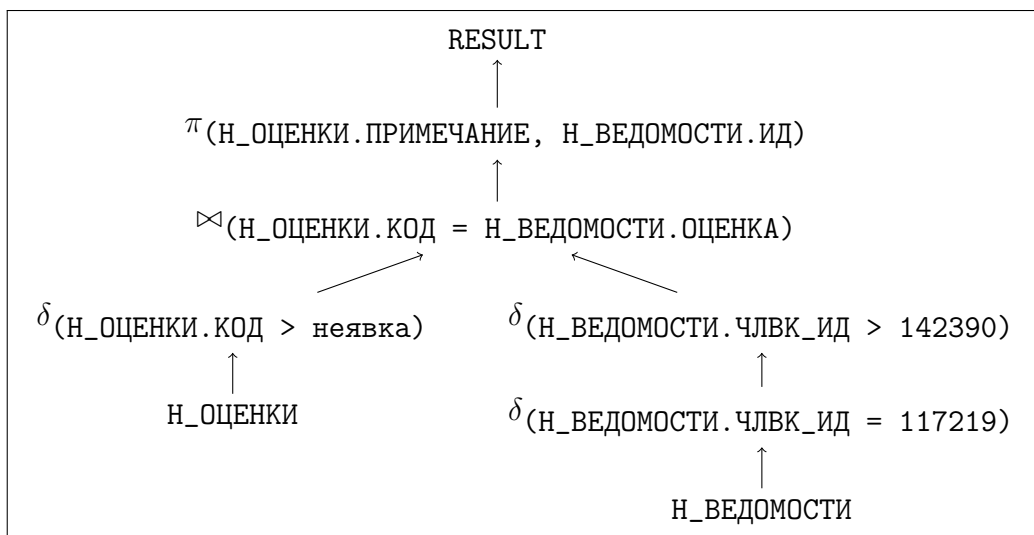 RESULT
π(Н_ОЦЕНКИ.ПРИМЕЧАНИЕ, Н_ВЕДОМОСТИ.ИД)
⋈(Н_ОЦЕНКИ.КОД = Н_ВЕДОМОСТИ.ОЦЕНКА)
δ(Н_ОЦЕНКИ.КОД > неявка) δ(Н_ВЕДОМОСТИ.ЧЛВК_ИД > 142390)
Н_ОЦЕНКИ δ(Н_ВЕДОМОСТИ.ЧЛВК_ИД = 117219)
Н_ВЕДОМОСТИ